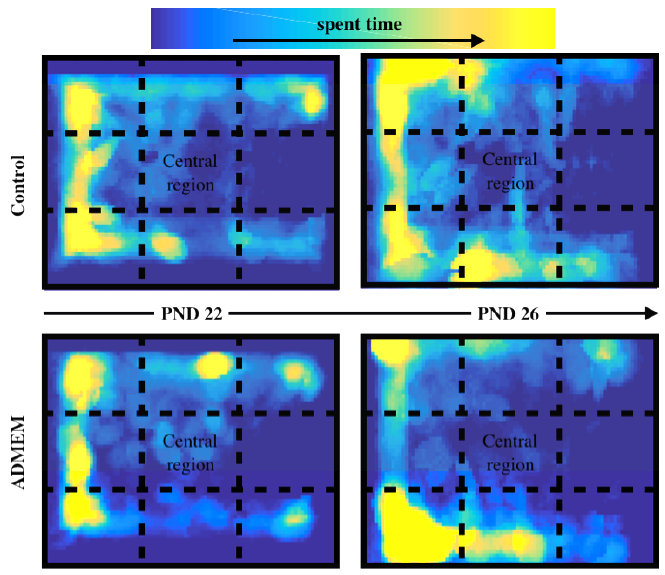 spent time
Control
Central
region
Central
region
PND 22
PND 26
ADMEM
Central
region
Central
region